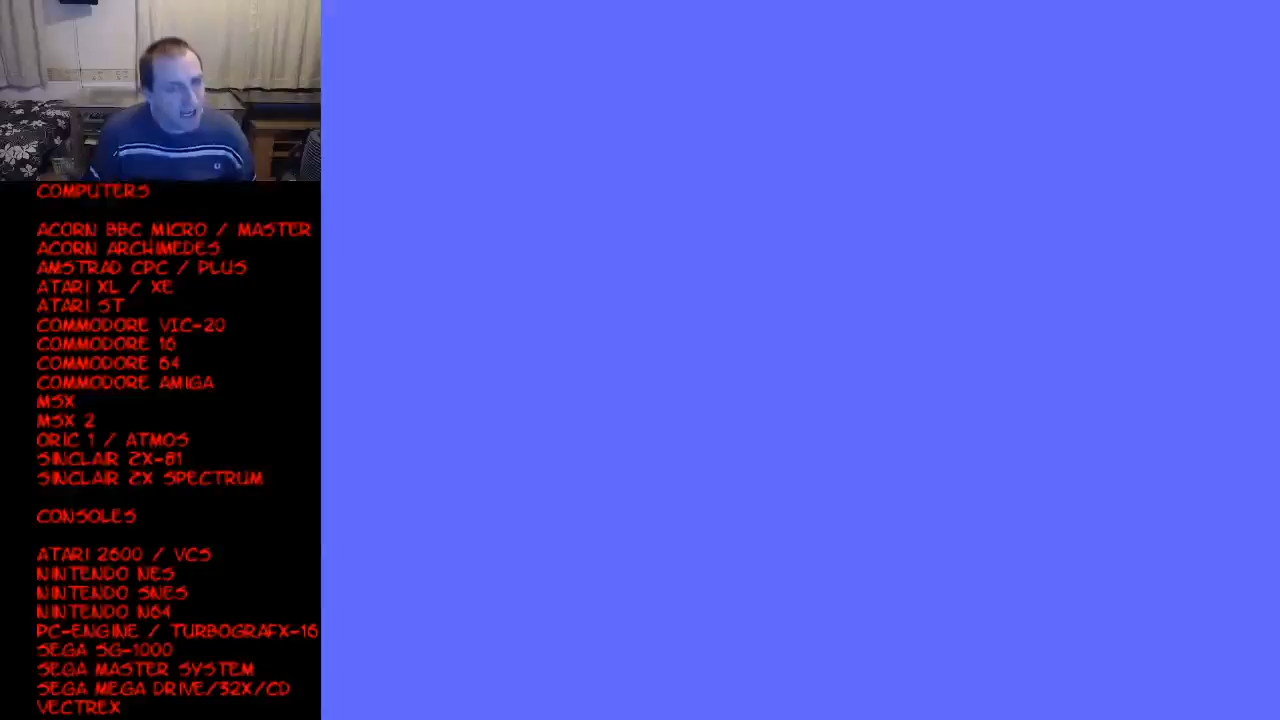 COMPUTERS
ACORN BBC MICRO / MASTER
ACORN ARCHIMEDES
AMSTRAD CPC / PLUS
ATARI XL / XE
ATARI ST
COMMODORE VIC-20
COMMODORE 16
COMMODORE 64
COMMODORE AMIGA
MSX
MSX 2
ORIC 1 / ATMOS
SINCLAIR ZX-81
SINCLAIR ZX SPECTRUM
CONSOLES
ATARI 2600 / VCS
NINTENDO NES
NINTENDO SNES
NINTENDO N64
PC-ENGINE / TURBOGRAFX-16
SEGA SG-1000
SEGA MASTER SYSTEM
SEGA MEGA DRIVE/32X/CD
VECTREX